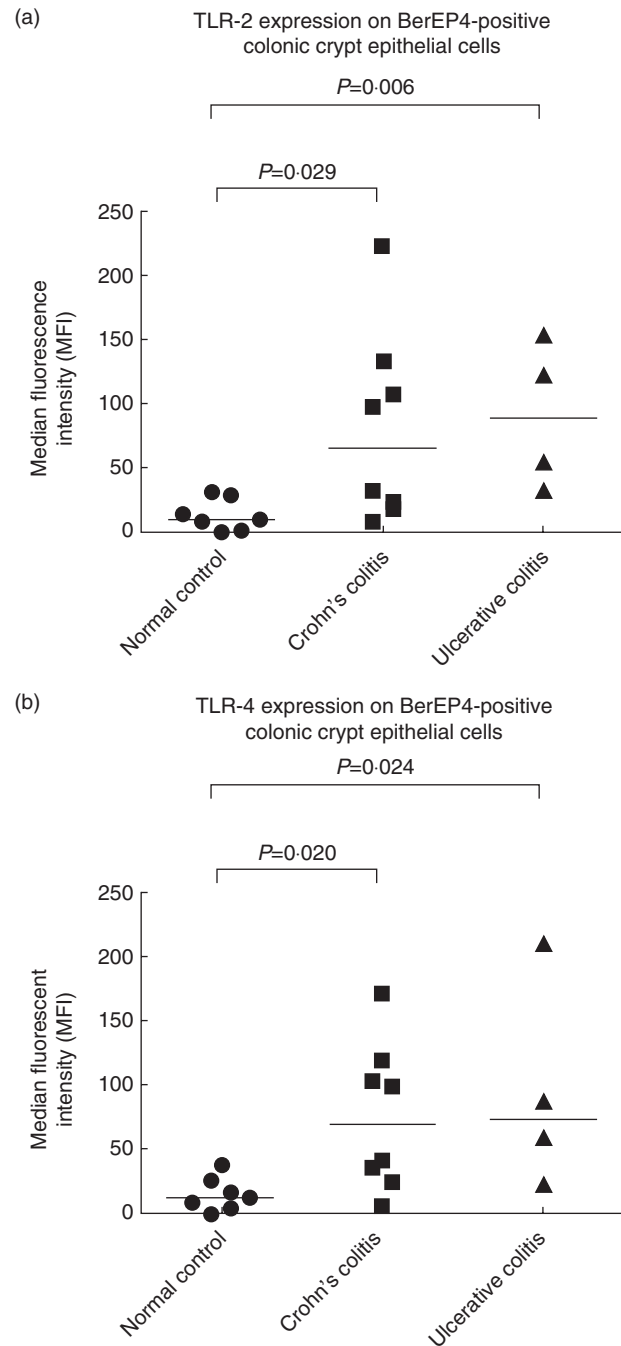 (a)
TLR-2 expression on BerEP4-positive
colonic crypt epithelial cells
P=0·006
P=0·029
250
200
150
100
50
0
Median fluorescence
intensity (MFI)
Normal control
Crohn's colitis
Ulcerative colitis
(b)
TLR-4 expression on BerEP4-positive
colonic crypt epithelial cells
P=0·024
P=0·020
250
200
150
100
50
0
Median fluorescent
intensity (MFI)
Normal control
Crohn's colitis
Ulcerative colitis